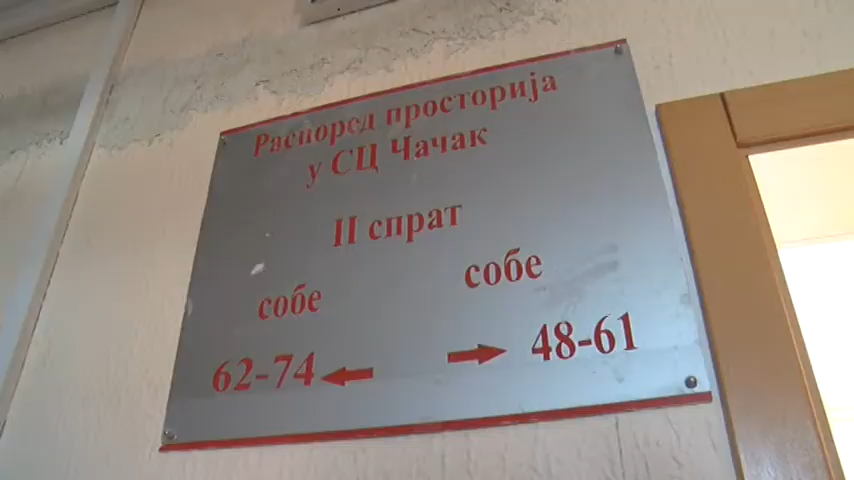 Распоред просторија
у СЦ Чачак
II спрат
собе собе
62-74 ← → 48-61